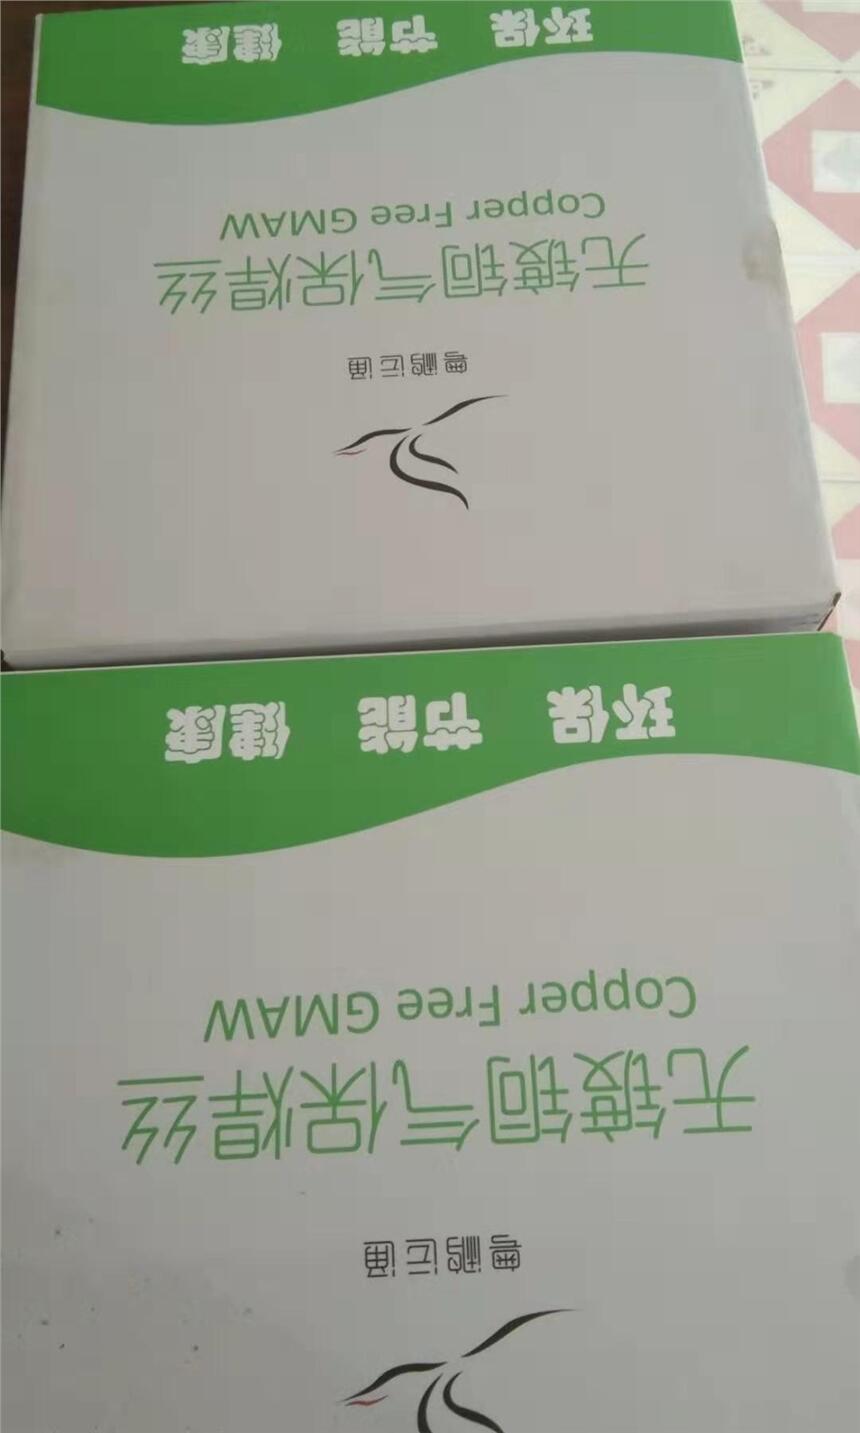 粤鹏运通
无镀铜气保焊丝
Copper Free GMAW
环保 节能 健康
粤鹏运通
无镀铜气保焊丝
Copper Free GMAW
环保 节能 健康